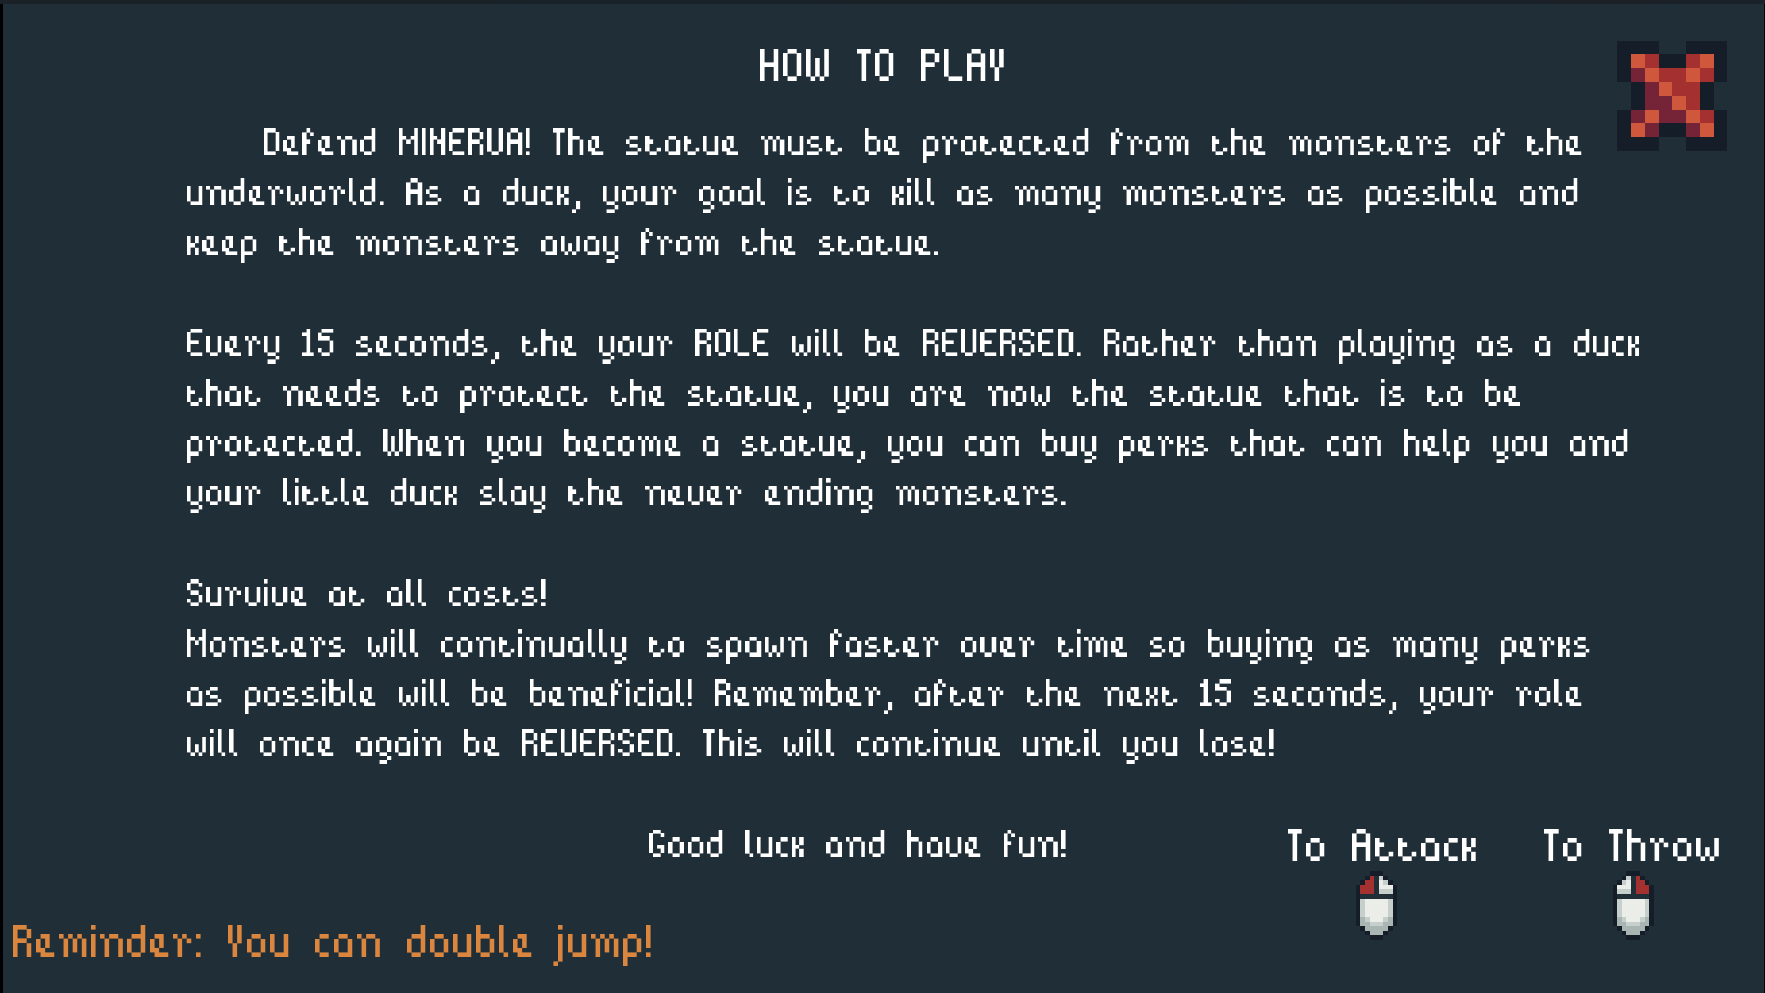 HOW TO PLAY
Defend MINERVA! The statue must be protected from the monsters of the
underworld. As a duck, your goal is to kill as many monsters as possible and
keep the monsters away from the statue.
Every 15 seconds, the your ROLE will be REVERSED. Rather than playing as a duck
that needs to protect the statue, you are now the statue that is to be
protected. When you become a statue, you can buy perks that can help you and
your little duck slay the never ending monsters.
Survive at all costs!
Monsters will continually to spawn faster over time so buying as many perks
as possible will be beneficial! Remember, after the next 15 seconds, your role
will once again be REVERSED. This will continue until you lose!
Good luck and have fun!
To Attack
To Throw
Reminder: You can double jump!